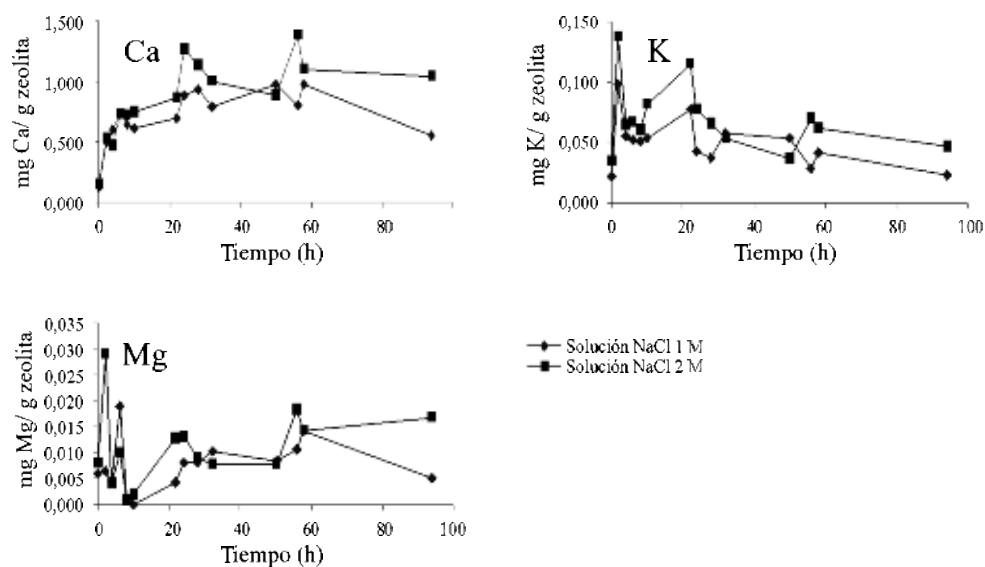 Ca
mg Ca/ g zeolita
1,500
1,000
0,500
0,000
0 20 40 60 80
Tiempo (h)
K
mg K/ g zeolita
0,150
0,100
0,050
0,000
0 20 40 60 80 100
Tiempo (h)
Mg
mg Mg/ g zeolita
0,035
0,030
0,025
0,020
0,015
0,010
0,005
0,000
0 20 40 60 80 100
Tiempo (h)
Solución NaCl 1 M
Solución NaCl 2 M